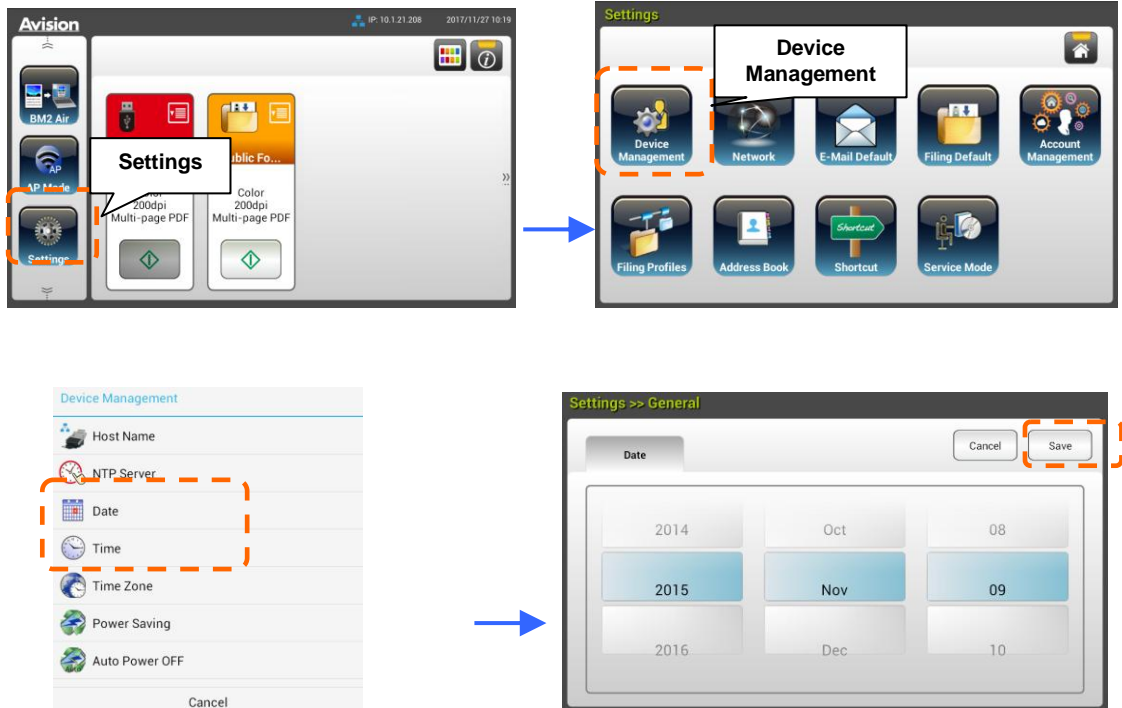 Avision
IP: 10.1.21.208
2017/11/27 10:19
BM2 Air
AP
AP Mode
Settings
Settings
ublic Fo...
Color
200dpi
Multi-page PDF
Color
200dpi
Multi-page PDF
Settings
Device
Management
Device
Management
Network
E-Mail Default
Filing Default
Account
Management
Filing Profiles
Address Book
Shortcut
Shortcut
Service Mode
Device Management
Host Name
NTP Server
Date
Time
Time Zone
Power Saving
Auto Power OFF
Cancel
Settings >> General
Date
Cancel
Save
2014 Oct 08
2015 Nov 09
2016 Dec 10